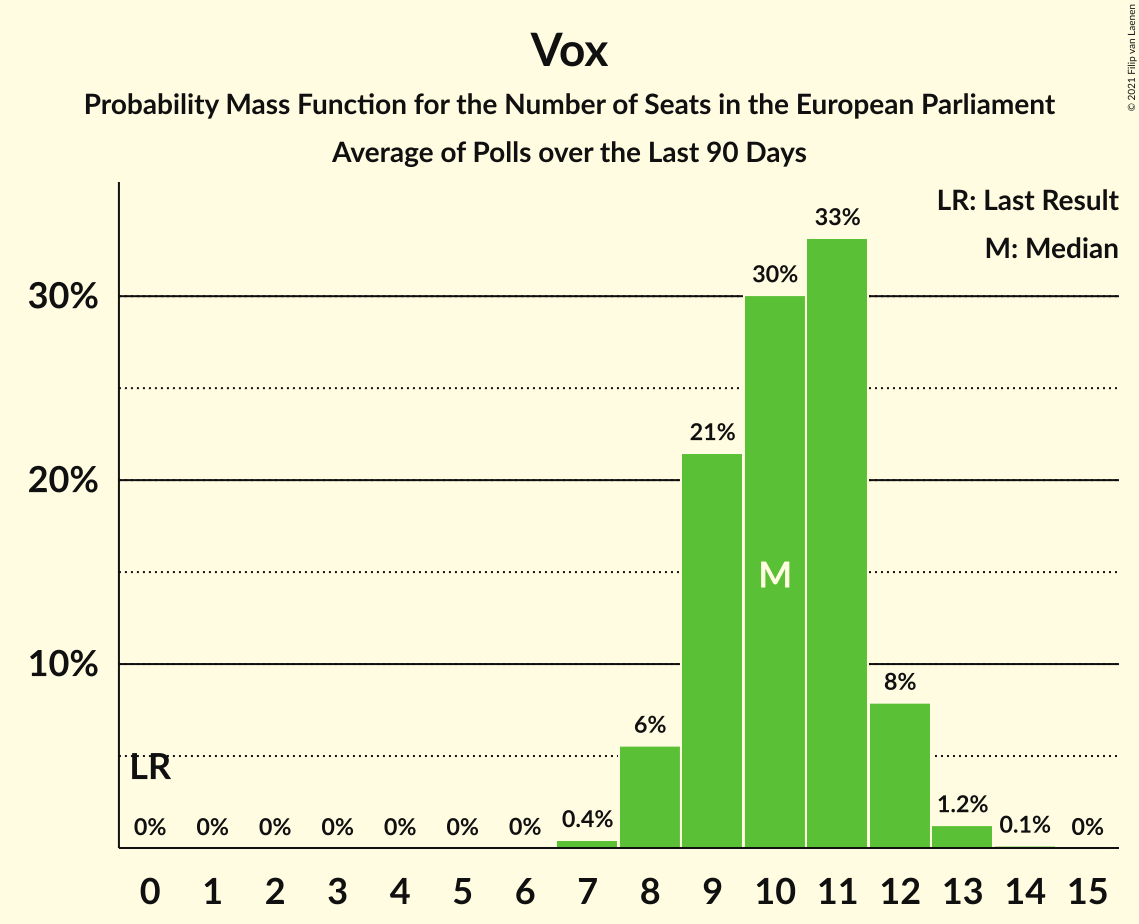 Vox
Probability Mass Function for the Number of Seats in the European Parliament
Average of Polls over the Last 90 Days
© 2021 Filip van Laenen
LR: Last Result
M: Median
33%
30%
30%
21%
20%
M
10%
8%
6%
LR
1.2%
0% 0% 0% 0% 0% 0% 0% 0.4% 0.1% 0%
0 1 2 3 4 5 6 7 8 9 10 11 12 13 14 15